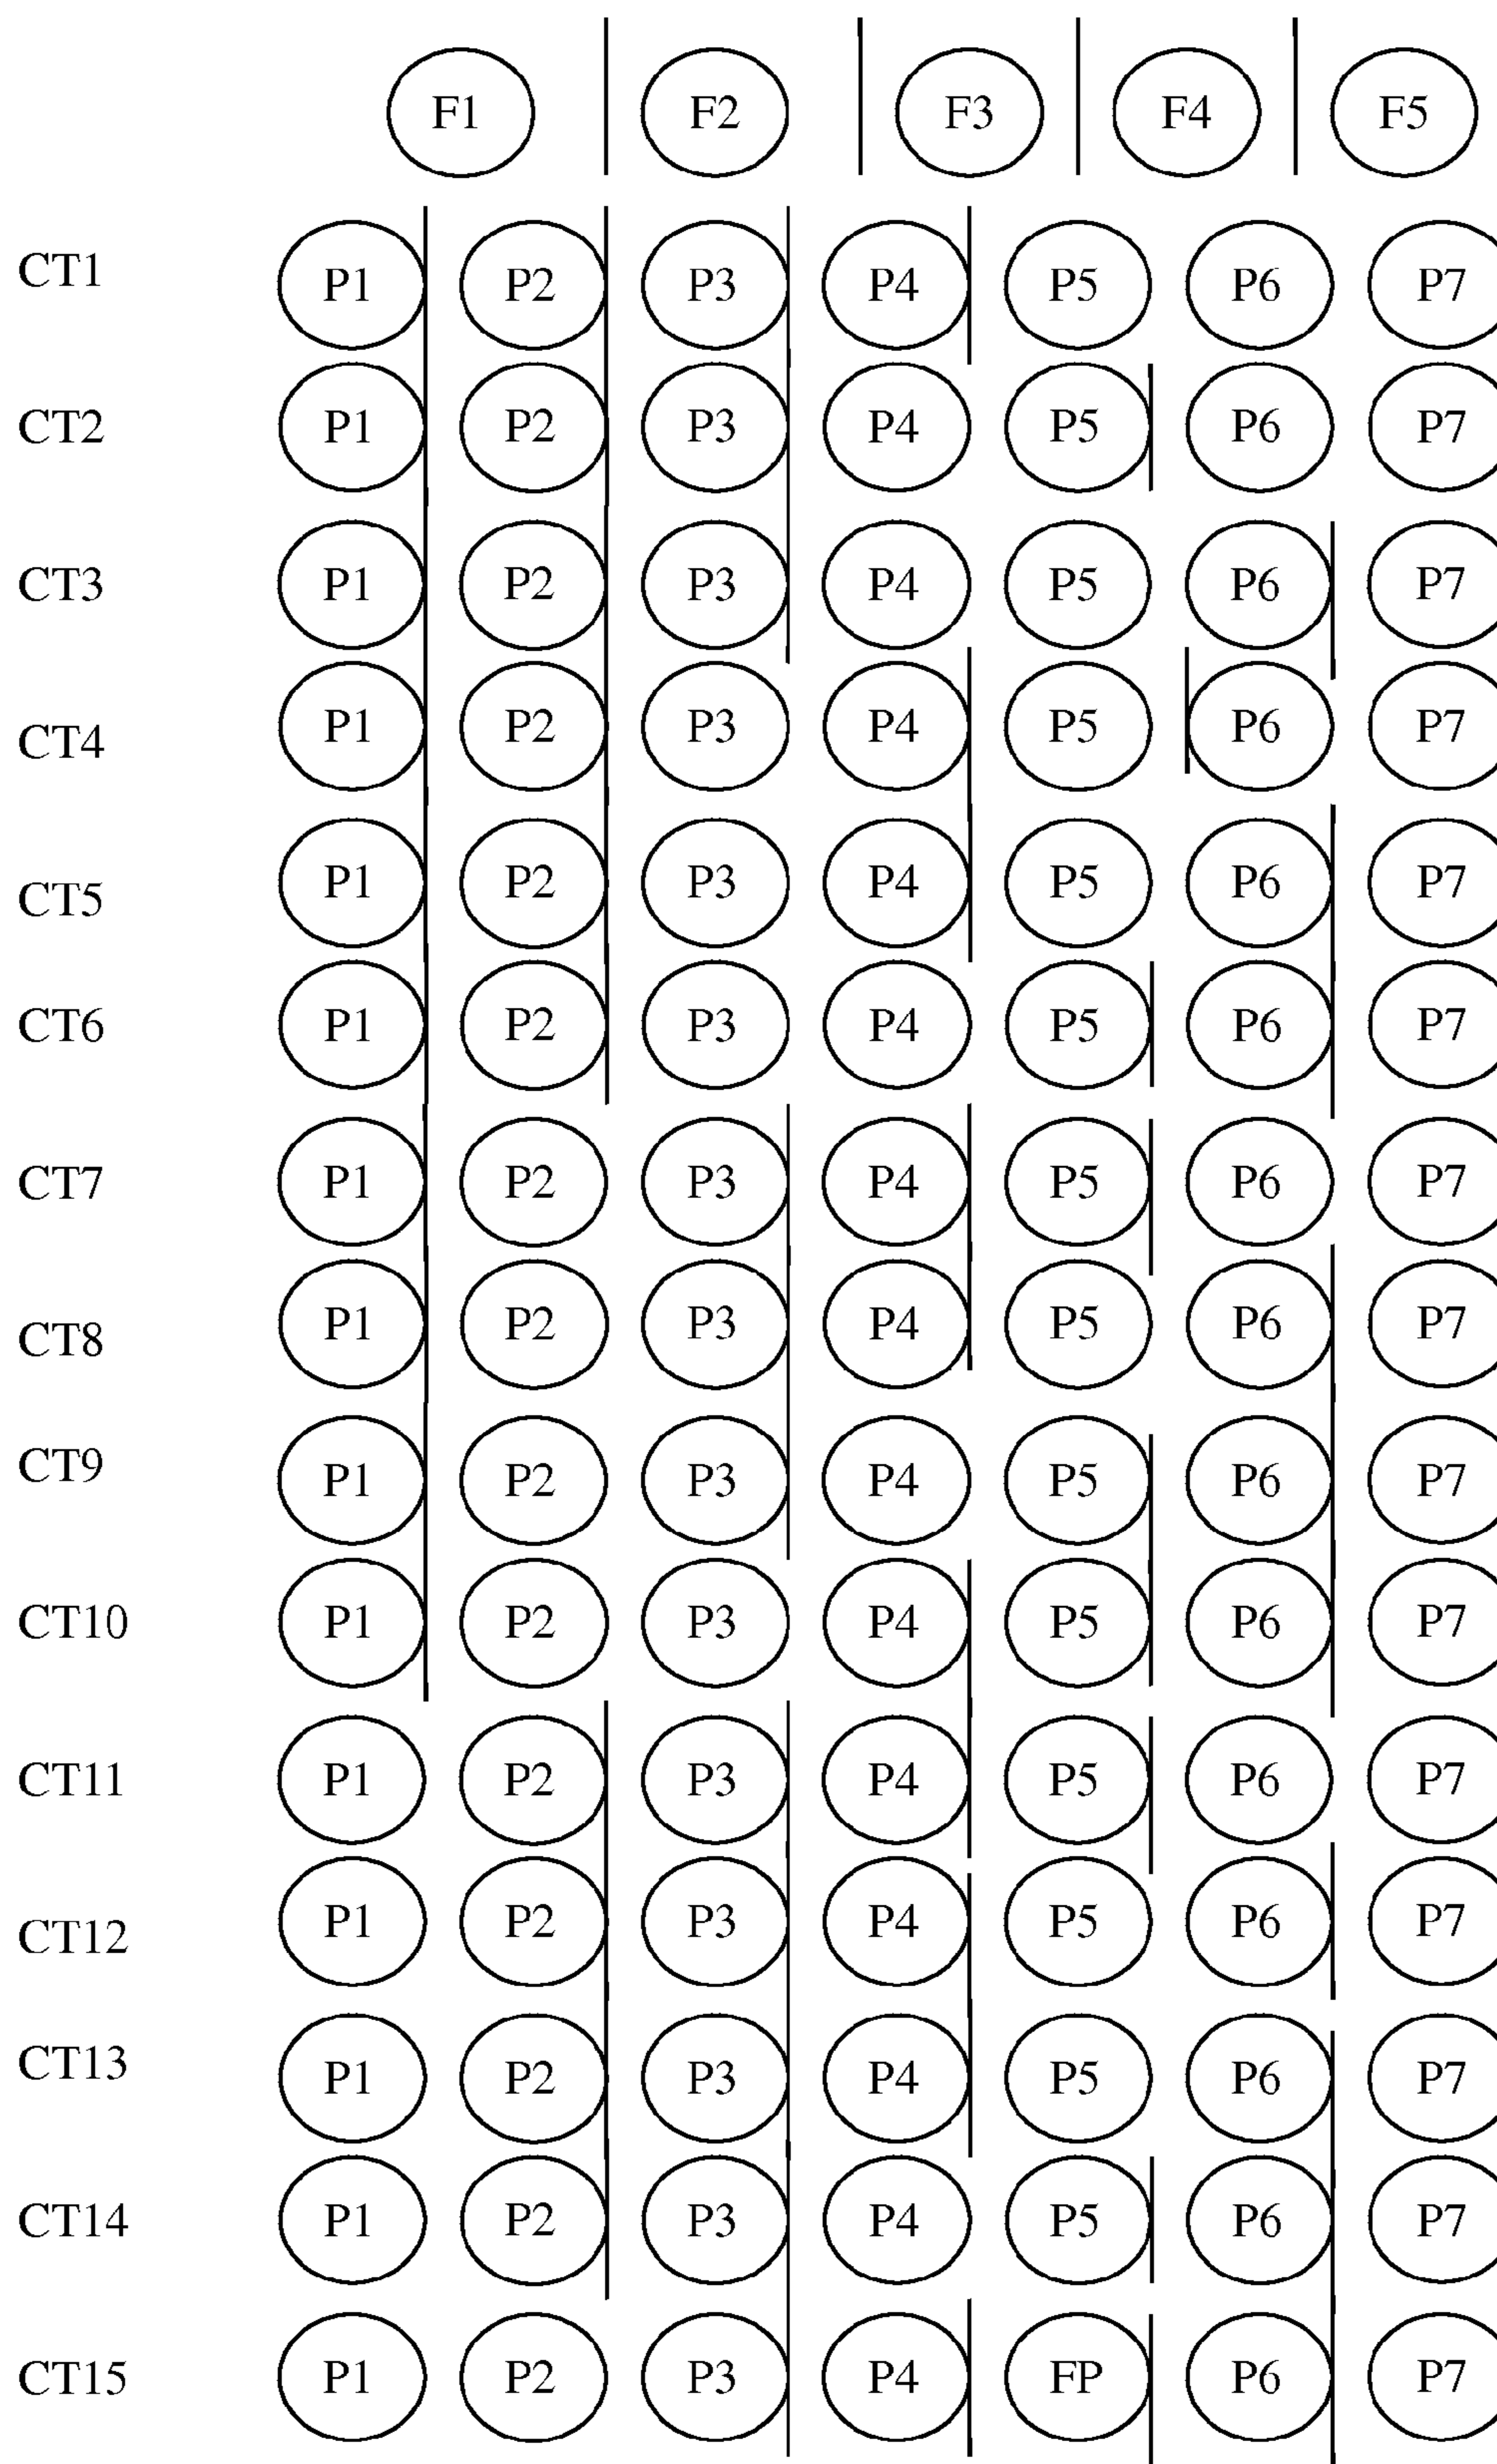 F1 F2 F3 F4 F5
CT1 P1 P2 P3 P4 P5 P6 P7
CT2 P1 P2 P3 P4 P5 P6 P7
CT3 P1 P2 P3 P4 P5 P6 P7
CT4 P1 P2 P3 P4 P5 P6 P7
CT5 P1 P2 P3 P4 P5 P6 P7
CT6 P1 P2 P3 P4 P5 P6 P7
CT7 P1 P2 P3 P4 P5 P6 P7
CT8 P1 P2 P3 P4 P5 P6 P7
CT9 P1 P2 P3 P4 P5 P6 P7
CT10 P1 P2 P3 P4 P5 P6 P7
CT11 P1 P2 P3 P4 P5 P6 P7
CT12 P1 P2 P3 P4 P5 P6 P7
CT13 P1 P2 P3 P4 P5 P6 P7
CT14 P1 P2 P3 P4 P5 P6 P7
CT15 P1 P2 P3 P4 FP P6 P7